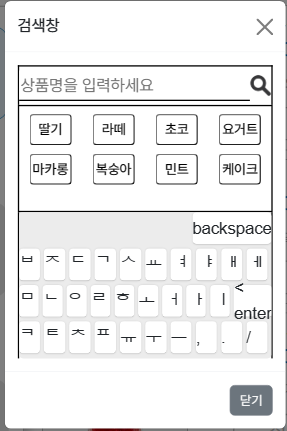 검색창
상품명을 입력하세요
딸기 라떼 초코 요거트
마카롱 복숭아 민트 케이크
backspace
ㅂ ㅈ ㄷ ㄱ ㅅ ㅛ ㅕ ㅑ ㅐ ㅔ
ㅁ ㄴ ㅇ ㄹ ㅎ ㅗ ㅓ ㅏ ㅣ <
enter
ㅋ ㅌ ㅊ ㅍ ㅠ ㅜ ㅡ , . /
닫기